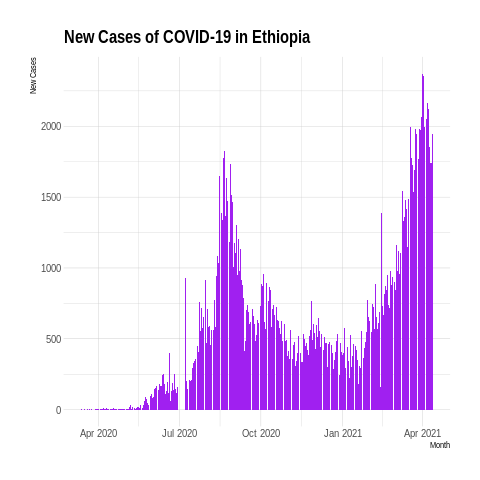 New Cases of COVID-19 in Ethiopia
New Cases
2000
1500
1000
500
0
Apr 2020 Jul 2020 Oct 2020 Jan 2021 Apr 2021
Month